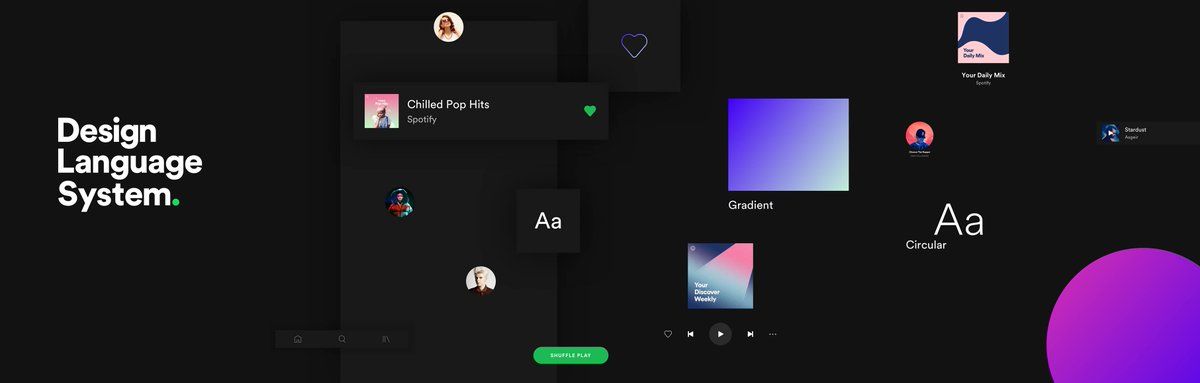 Design
Language
System.
Chilled Pop Hits
Spotify
Aa
SHUFFLE PLAY
Gradient
Your
Discover
Weekly
Your
Daily Mix
Your Daily Mix
Spotify
Stardust
Asgeir
Aa
Circular